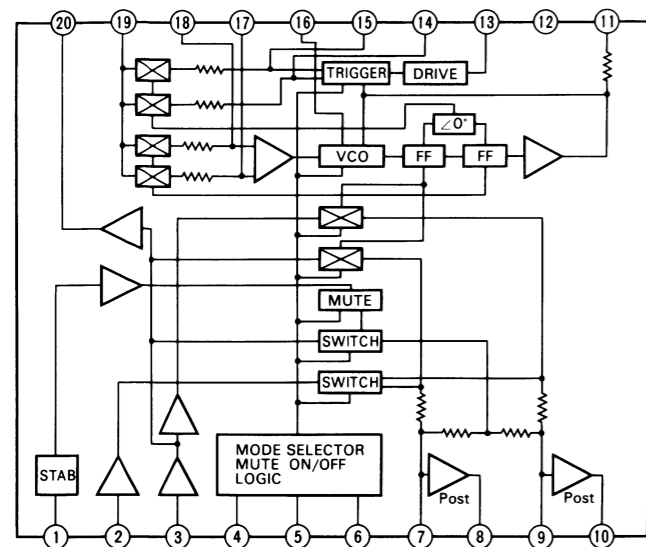 20 19 18 17 16 15 14 13 12 11
TRIGGER DRIVE
∠0°
VCO FF FF
MUTE
SWITCH
SWITCH
MODE SELECTOR
MUTE ON/OFF
LOGIC
STAB
Post Post
1 2 3 4 5 6 7 8 9 10